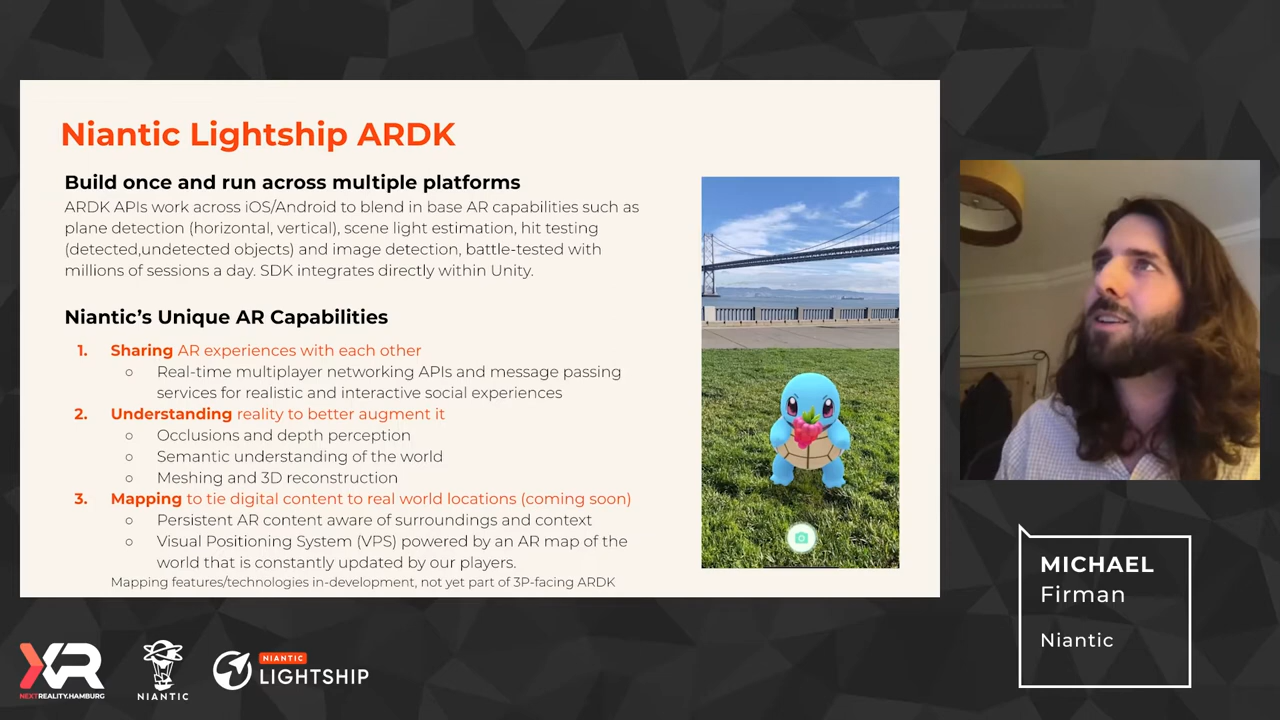 Niantic Lightship ARDK
Build once and run across multiple platforms
ARDK APIs work across iOS/Android to blend in base AR capabilities such as
plane detection (horizontal, vertical), scene light estimation, hit testing
(detected,undetected objects) and image detection, battle-tested with
millions of sessions a day. SDK integrates directly within Unity.
Niantic’s Unique AR Capabilities
1. Sharing AR experiences with each other
○ Real-time multiplayer networking APIs and message passing
services for realistic and interactive social experiences
2. Understanding reality to better augment it
○ Occlusions and depth perception
○ Semantic understanding of the world
○ Meshing and 3D reconstruction
3. Mapping to tie digital content to real world locations (coming soon)
○ Persistent AR content aware of surroundings and context
○ Visual Positioning System (VPS) powered by an AR map of the
world that is constantly updated by our players.
Mapping features/technologies in-development, not yet part of 3P-facing ARDK
MICHAEL
Firman
Niantic
XR
NEXTREALITY.HAMBURG
NIANTIC
NIANTIC
LIGHTSHIP